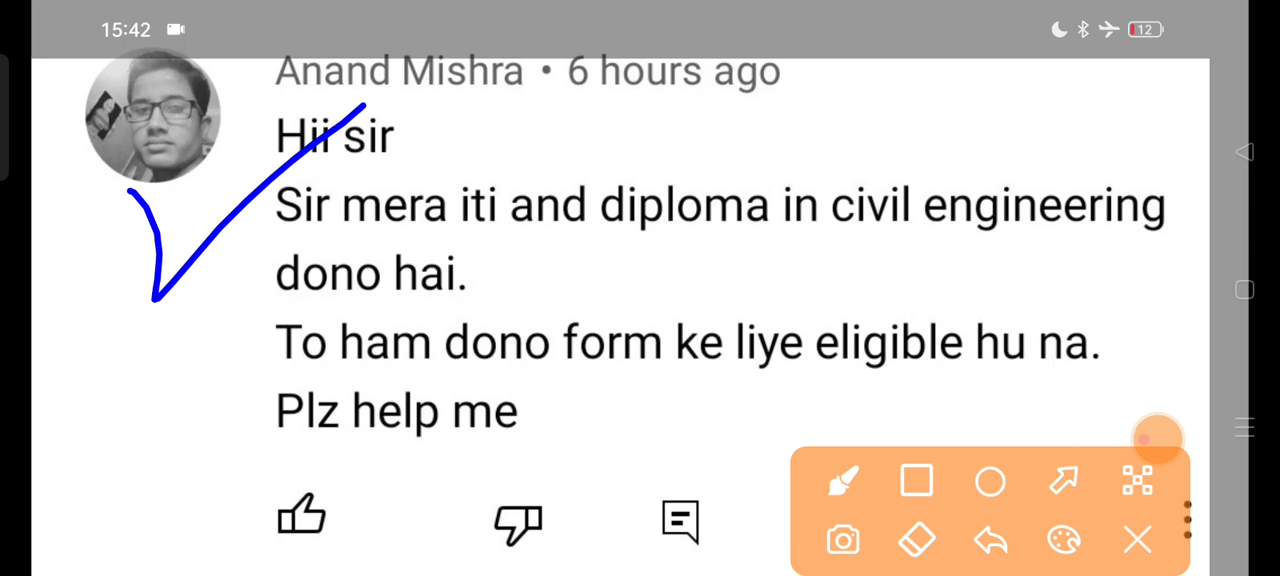 15:42
12
Anand Mishra • 6 hours ago
Hii sir
Sir mera iti and diploma in civil engineering
dono hai.
To ham dono form ke liye eligible hu na.
Plz help me